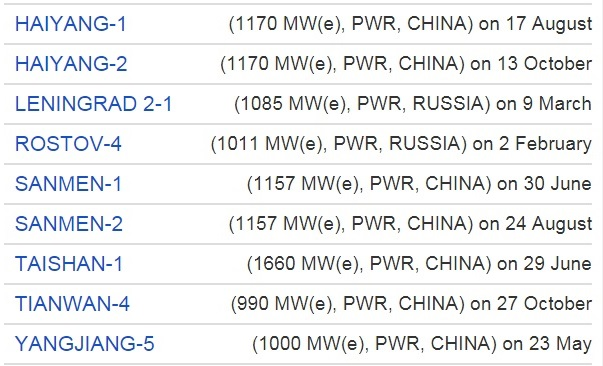 HAIYANG-1 (1170 MW(e), PWR, CHINA) on 17 August
HAIYANG-2 (1170 MW(e), PWR, CHINA) on 13 October
LENINGRAD 2-1 (1085 MW(e), PWR, RUSSIA) on 9 March
ROSTOV-4 (1011 MW(e), PWR, RUSSIA) on 2 February
SANMEN-1 (1157 MW(e), PWR, CHINA) on 30 June
SANMEN-2 (1157 MW(e), PWR, CHINA) on 24 August
TAISHAN-1 (1660 MW(e), PWR, CHINA) on 29 June
TIANWAN-4 (990 MW(e), PWR, CHINA) on 27 October
YANGJIANG-5 (1000 MW(e), PWR, CHINA) on 23 May